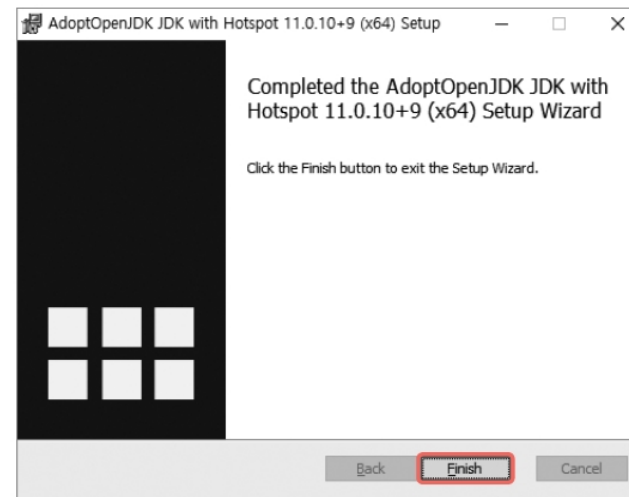 AdoptOpenJDK JDK with Hotspot 11.0.10+9 (x64) Setup
Completed the AdoptOpenJDK JDK with
Hotspot 11.0.10+9 (x64) Setup Wizard
Click the Finish button to exit the Setup Wizard.
Back Finish Cancel